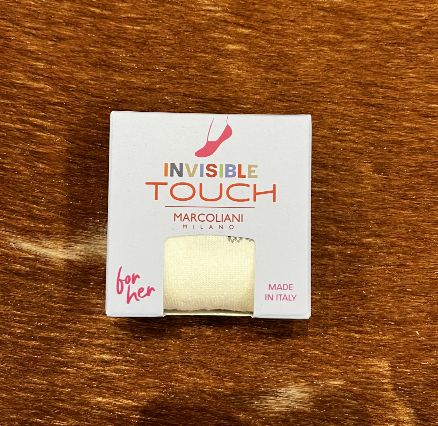 INVISIBLE
TOUCH
MARCOLIANI
MILANO
for
her
MADE
IN ITALY